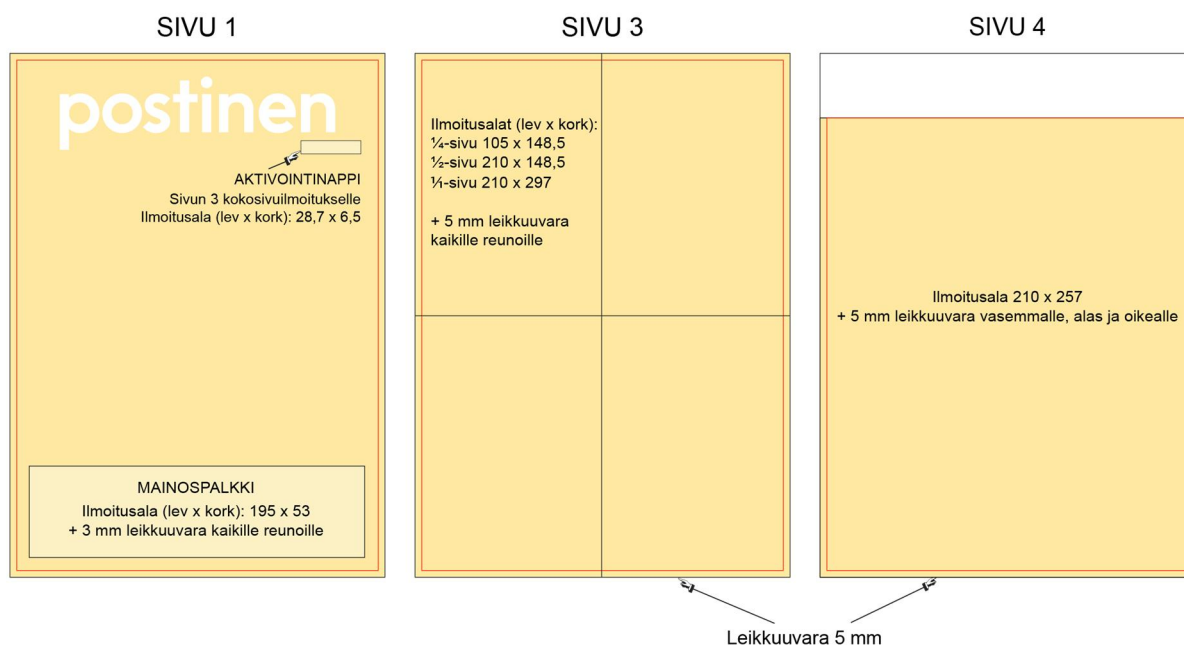 SIVU 1
postinen
AKTIVOINTINAPPI
Sivun 3 kokosivuilmoitukselle
Ilmoitusala (lev x kork): 28,7 x 6,5
MAINOSPALKKI
Ilmoitusala (lev x kork): 195 x 53
+ 3 mm leikkuuvara kaikille reunoille
SIVU 3
Ilmoitusalat (lev x kork):
¼-sivu 105 x 148,5
½-sivu 210 x 148,5
¹⁄₁-sivu 210 x 297
+ 5 mm leikkuuvara
kaikille reunoille
SIVU 4
Ilmoitusala 210 x 257
+ 5 mm leikkuuvara vasemmalle, alas ja oikealle
Leikkuuvara 5 mm